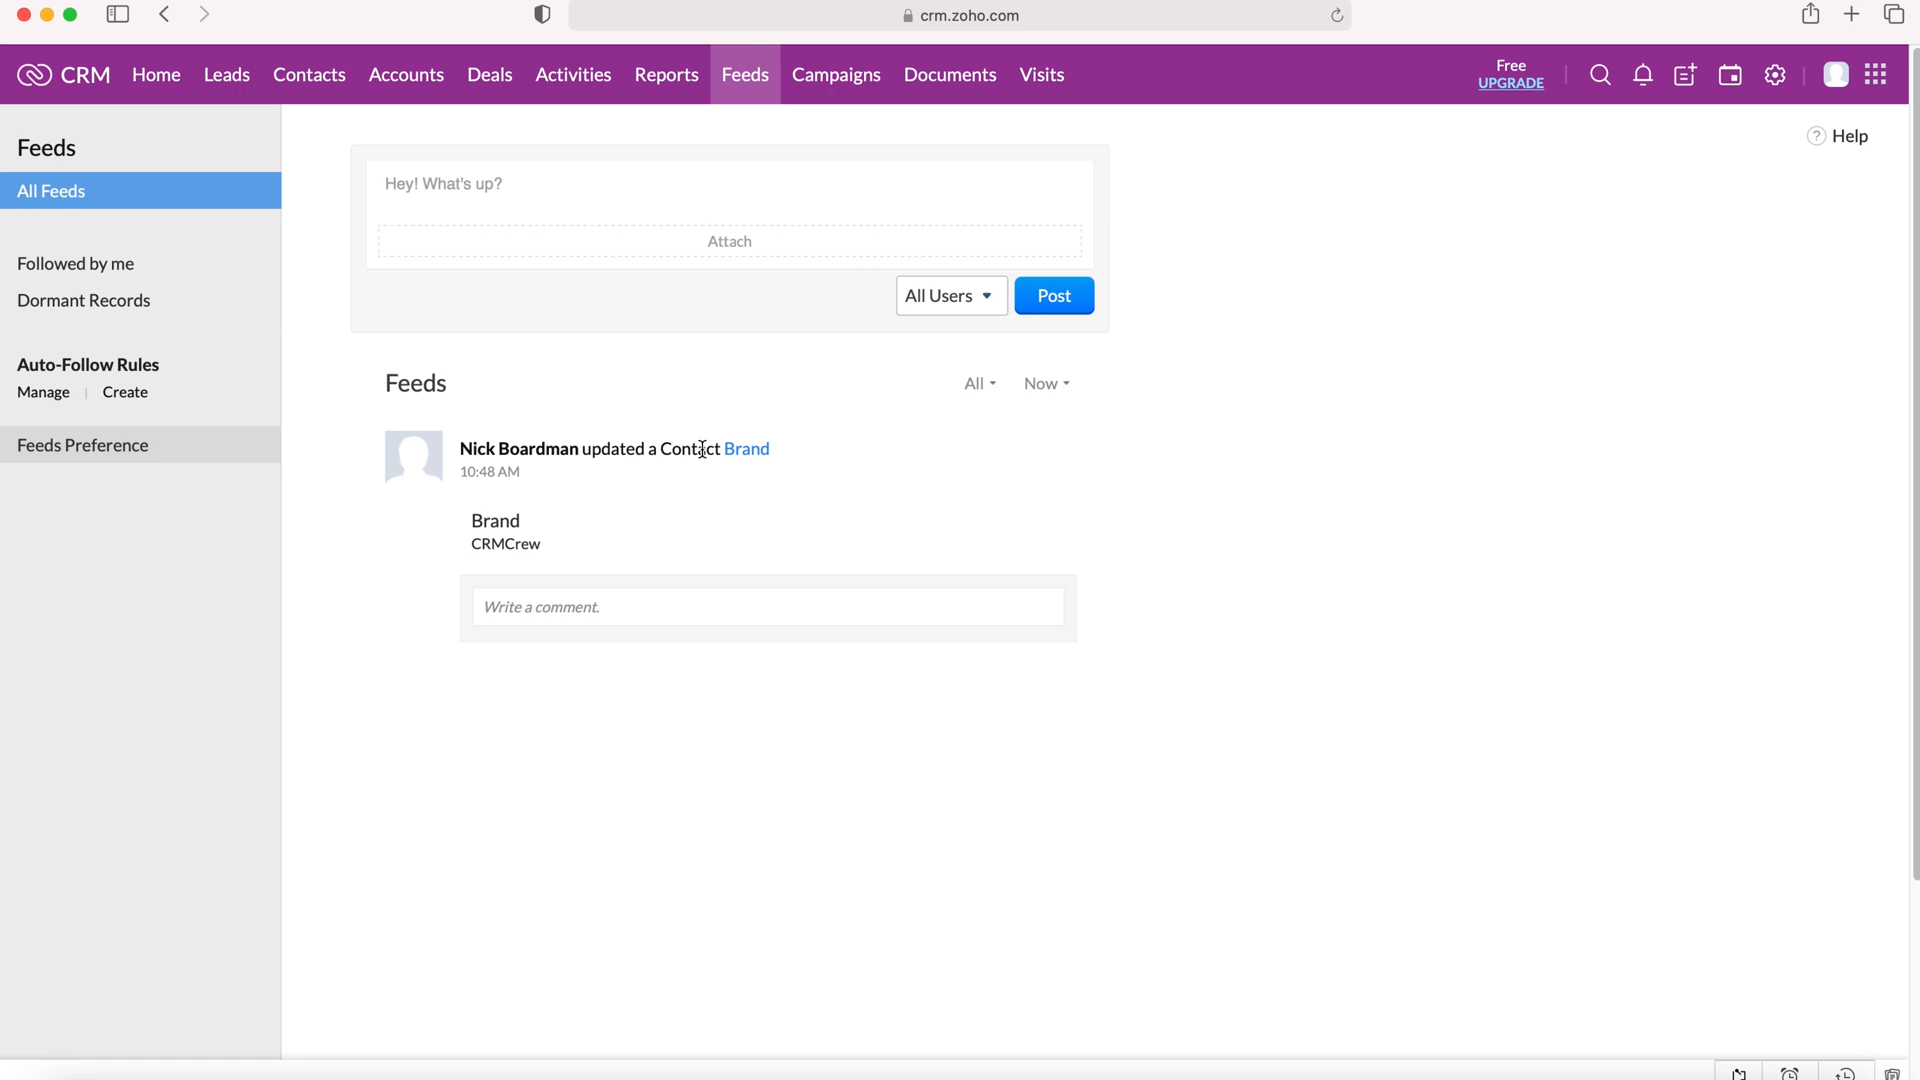 crm.zoho.com
CRM Home Leads Contacts Accounts Deals Activities Reports Feeds Campaigns Documents Visits
Free
UPGRADE
Feeds
All Feeds
Followed by me
Dormant Records
Auto-Follow Rules
Manage | Create
Feeds Preference
? Help
Hey! What's up?
Attach
All Users
Post
Feeds
All
Now
Nick Boardman updated a Contact Brand
10:48 AM
Brand
CRMCrew
Write a comment.